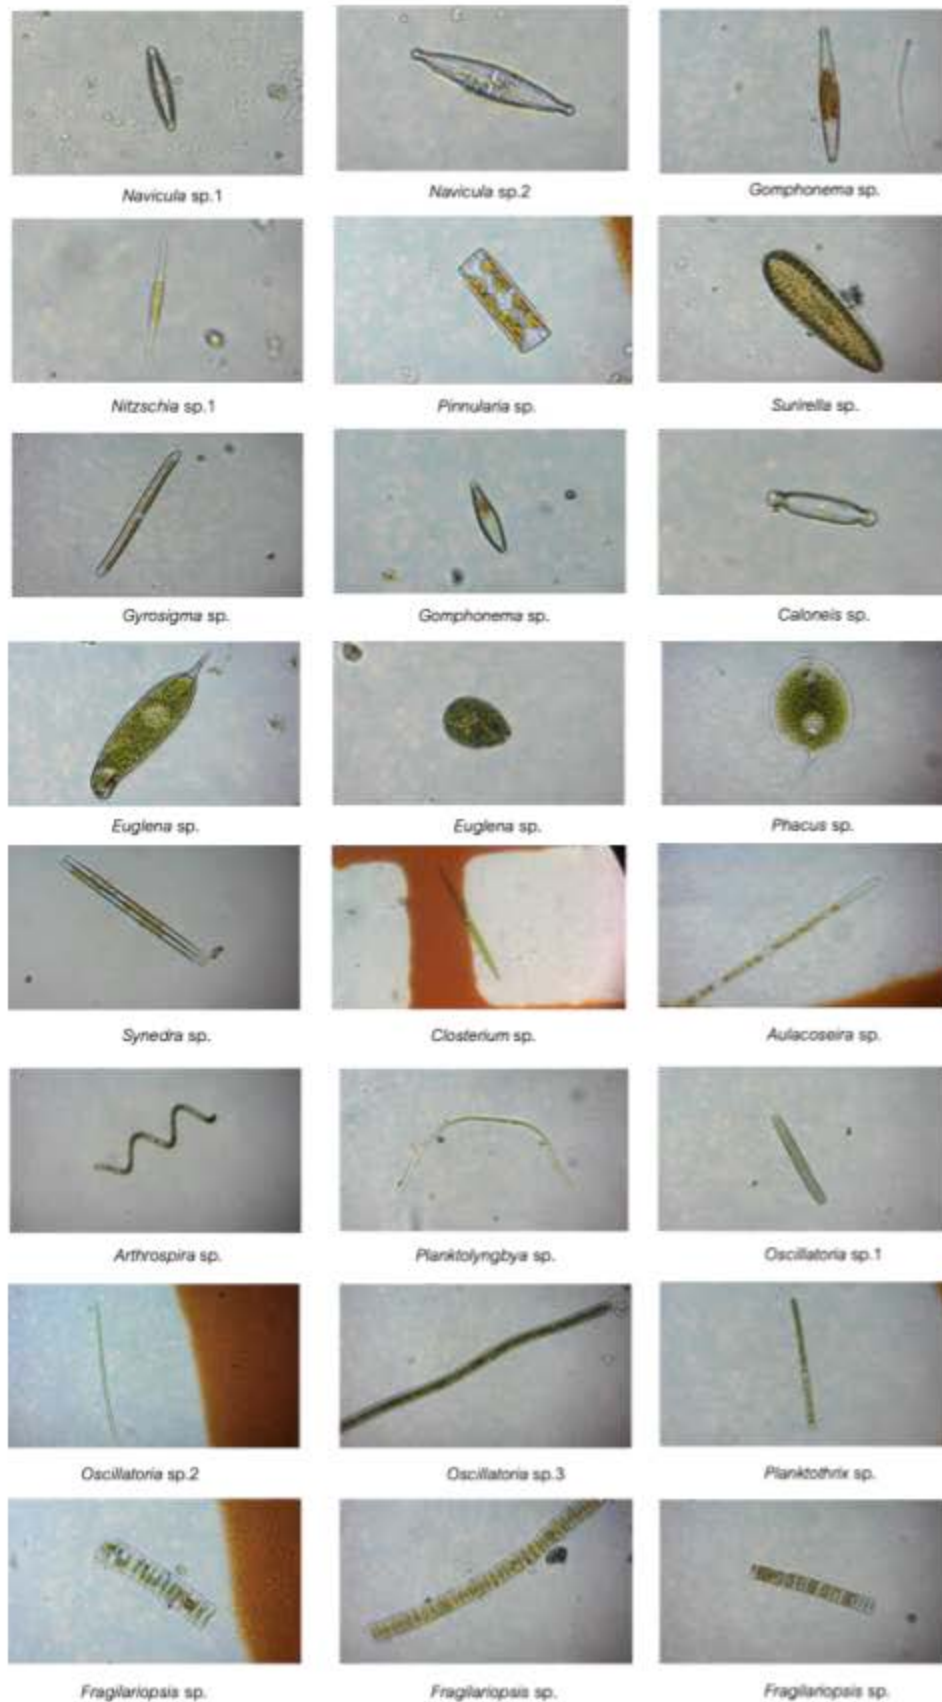 Navicula sp.1
Navicula sp.2
Gomphonema sp.
Nitzschia sp.1
Pinnularia sp.
Surirella sp.
Gyrosigma sp.
Gomphonema sp.
Caloneis sp.
Euglena sp.
Euglena sp.
Phacus sp.
Synedra sp.
Closterium sp.
Aulacoseira sp.
Arthrospira sp.
Planktolyngbya sp.
Oscillatoria sp.1
Oscillatoria sp.2
Oscillatoria sp.3
Planktothrix sp.
Fragilariopsis sp.
Fragilariopsis sp.
Fragilariopsis sp.